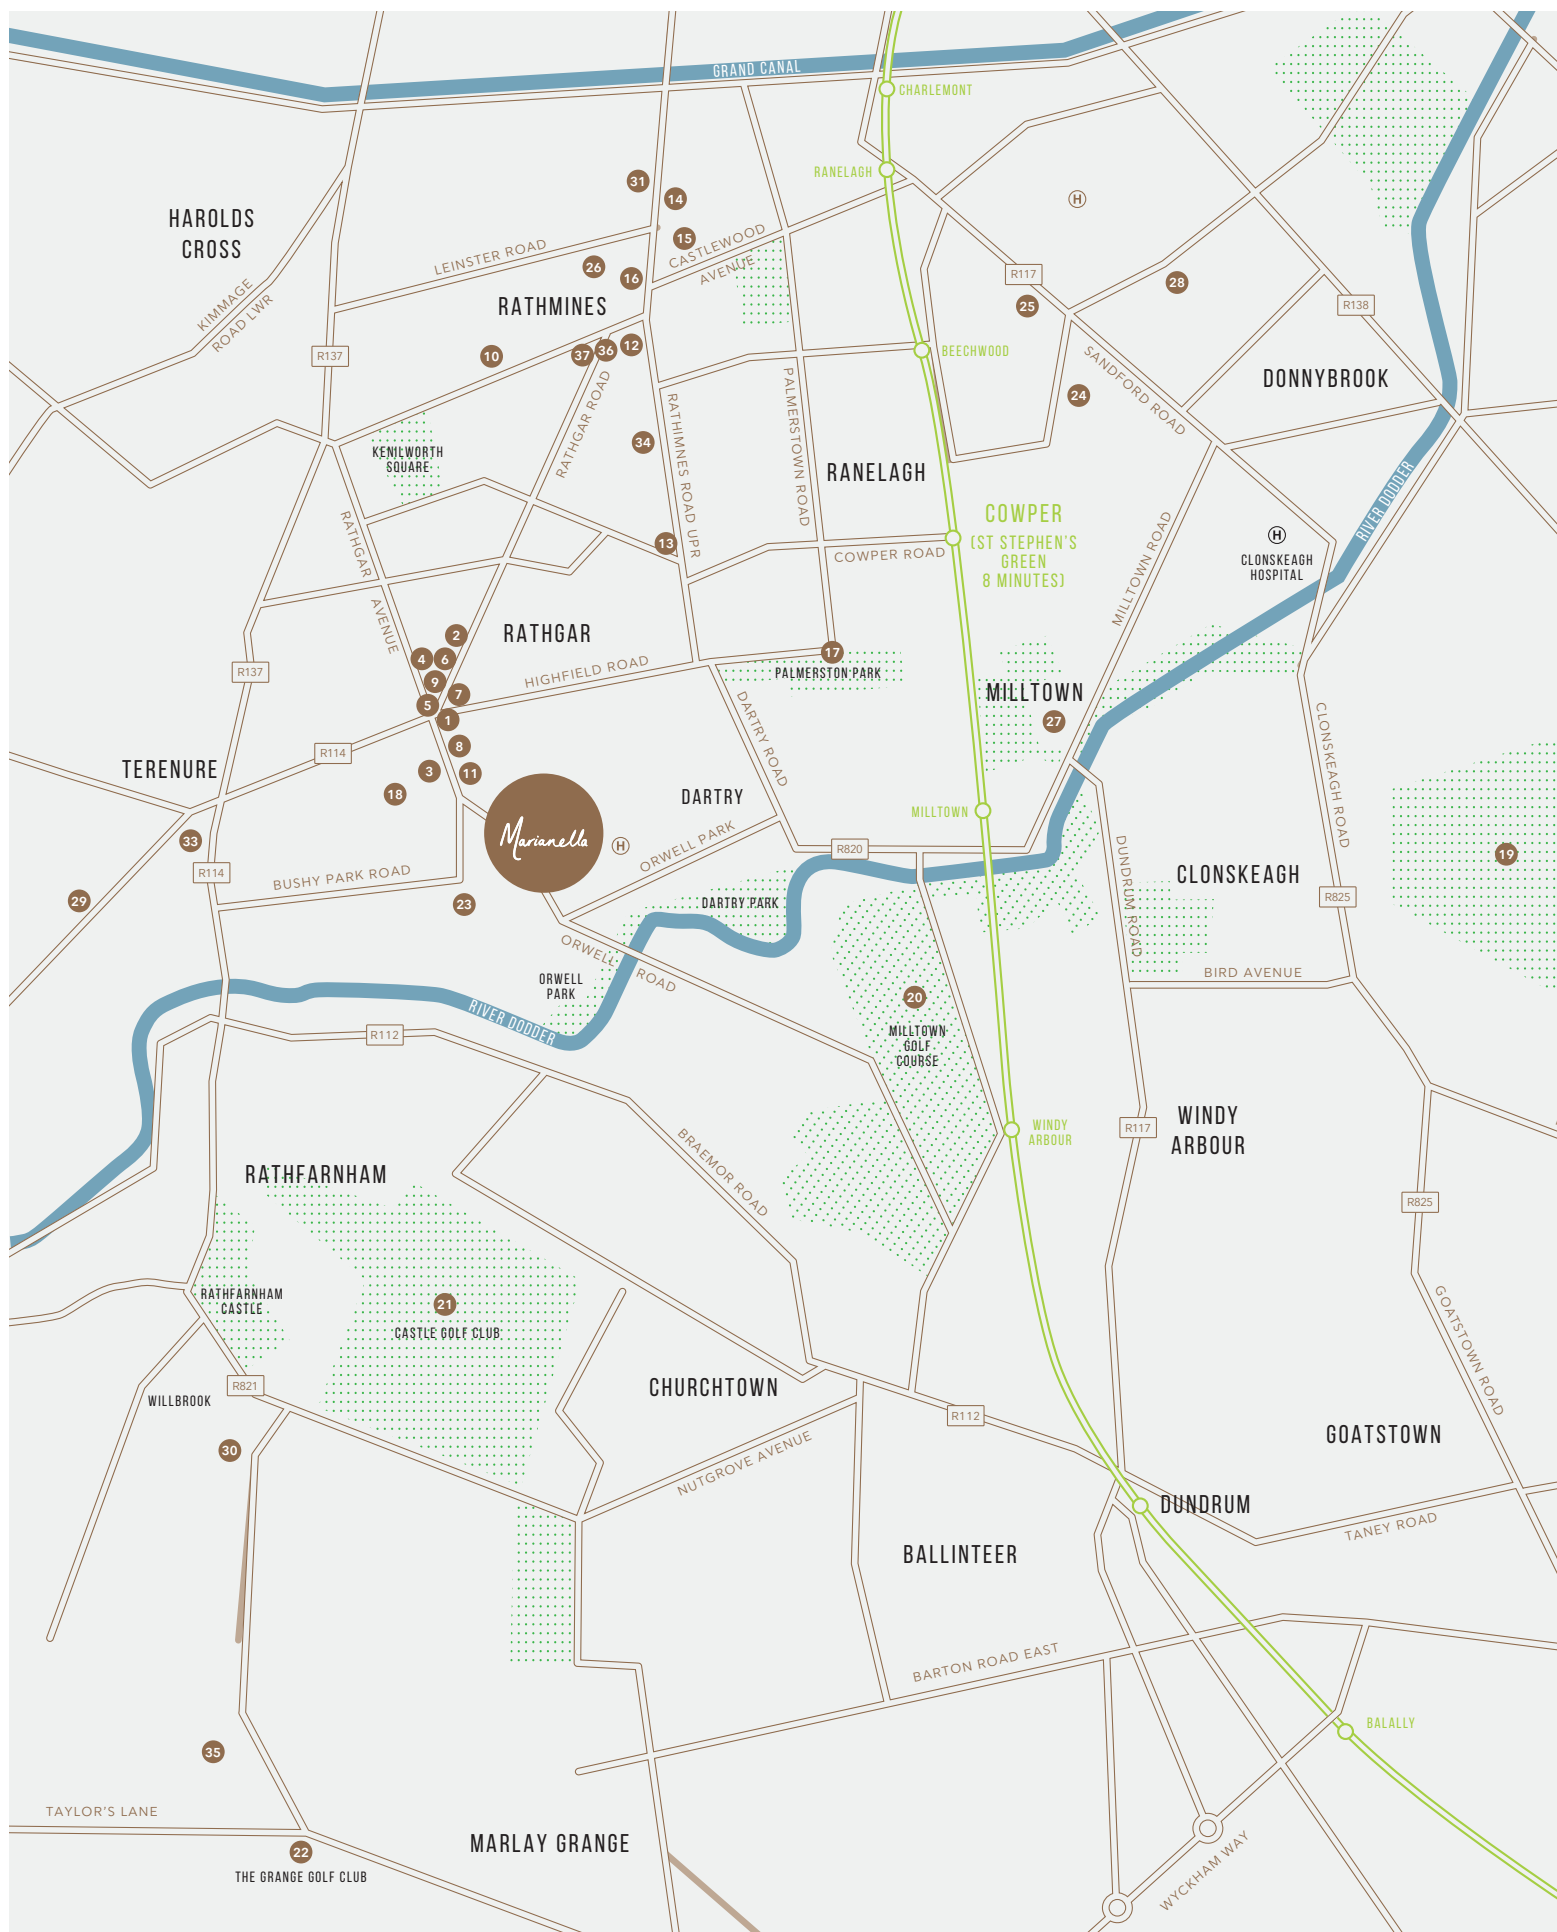 GRAND CANAL
CHARLEMONT
RANELAGH
H
31
14
HAROLDS
CROSS
LEINSTER ROAD
15
CASTLEWOOD
AVENUE
26
16
R117
28
25
R138
KIMMAGE
ROAD LWR
RATHMINES
R137
10
37
36
12
BEECHWOOD
SANDFORD ROAD
DONNYBROOK
24
RATHGAR ROAD
PALMERSTOWN ROAD
KENILWORTH
SQUARE
34
RATHIMNES ROAD UPR
RANELAGH
RIVER DODDER
COWPER
(ST STEPHEN'S
GREEN
8 MINUTES)
RATHGAR
AVENUE
13
COWPER ROAD
MILLTOWN ROAD
H
CLONSKEAGH
HOSPITAL
2
RATHGAR
4
6
9
7
5
1
HIGHFIELD ROAD
17
PALMERSTON PARK
R137
MILLTOWN
27
DARTRY ROAD
CLONSKEAGH ROAD
R114
8
TERENURE
3
11
18
DARTRY
MILLTOWN
33
Marianella
H
ORWELL PARK
R820
DUNDRUM ROAD
19
R114
BUSHY PARK ROAD
CLONSKEAGH
R825
29
23
DARTRY PARK
ORWELL
ROAD
BIRD AVENUE
ORWELL
PARK
20
RIVER DODDER
R112
MILLTOWN
GOLF
COURSE
WINDY
ARBOUR
R117
WINDY
ARBOUR
BRAEMOR ROAD
RATHFARNHAM
R825
RATHFARNHAM
CASTLE
21
CASTLE GOLF CLUB
GOATSTOWN ROAD
R821
WILLBROOK
CHURCHTOWN
R112
30
NUTGROVE AVENUE
GOATSTOWN
DUNDRUM
TANEY ROAD
BALLINTEER
BARTON ROAD EAST
BALALLY
35
TAYLOR'S LANE
MARLAY GRANGE
22
THE GRANGE GOLF CLUB
WYCKHAM WAY